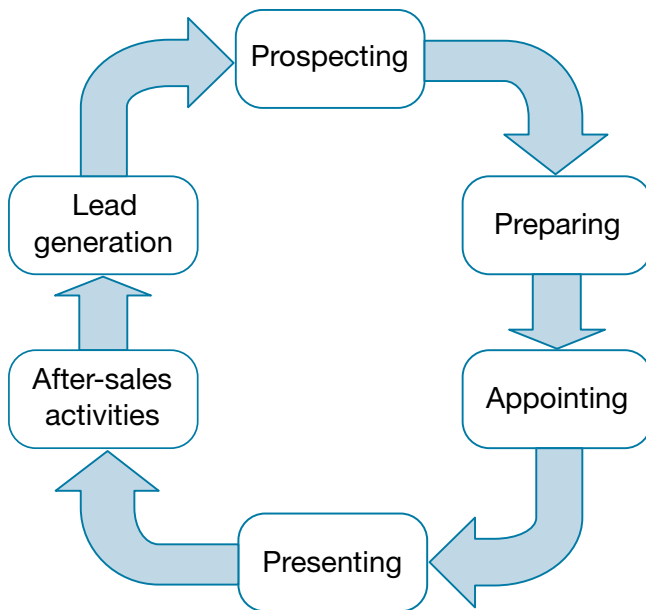 Prospecting
Preparing
Appointing
Presenting
After-sales
activities
Lead
generation